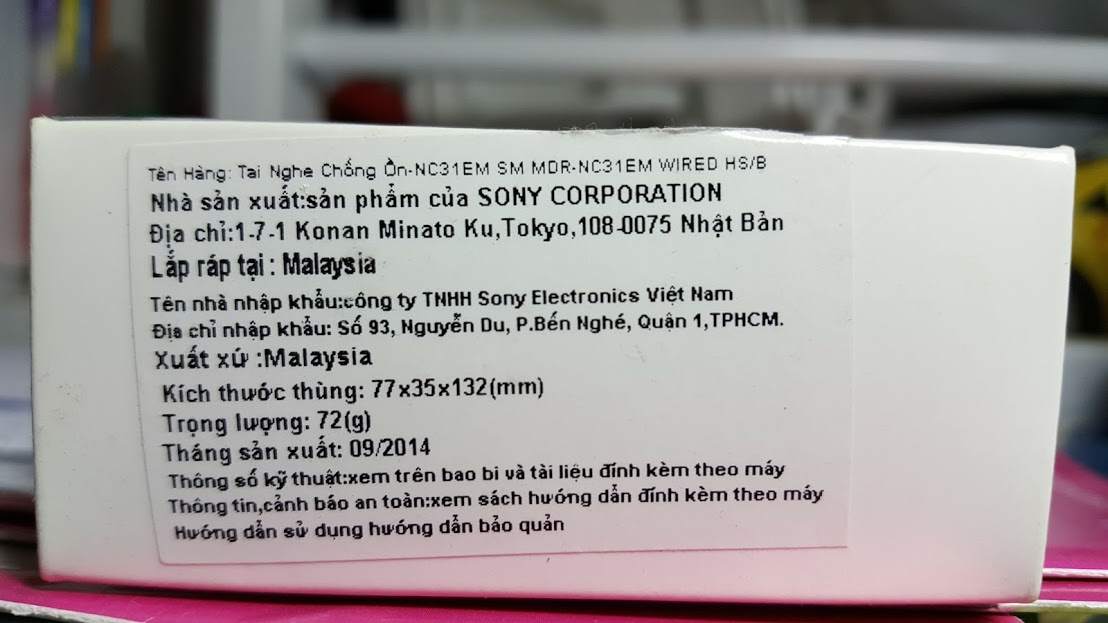 Tên Hàng: Tai Nghe Chống Ồn-NC31EM SM MDR-NC31EM WIRED HS/B
Nhà sản xuất:sản phẩm của SONY CORPORATION
Địa chỉ:1-7-1 Konan Minato Ku,Tokyo,108-0075 Nhật Bản
Lắp ráp tại : Malaysia
Tên nhà nhập khẩu:công ty TNHH Sony Electronics Việt Nam
Địa chỉ nhập khẩu: Số 93, Nguyễn Du, P.Bến Nghé, Quận 1,TPHCM.
Xuất xứ :Malaysia
Kích thước thùng: 77x35x132(mm)
Trọng lượng: 72(g)
Tháng sản xuất: 09/2014
Thông số kỹ thuật:xem trên bao bi và tài liệu đính kèm theo máy
Thông tin,cảnh báo an toàn:xem sách hướng dẫn đính kèm theo máy
Hướng dẫn sử dụng hướng dẫn bảo quản